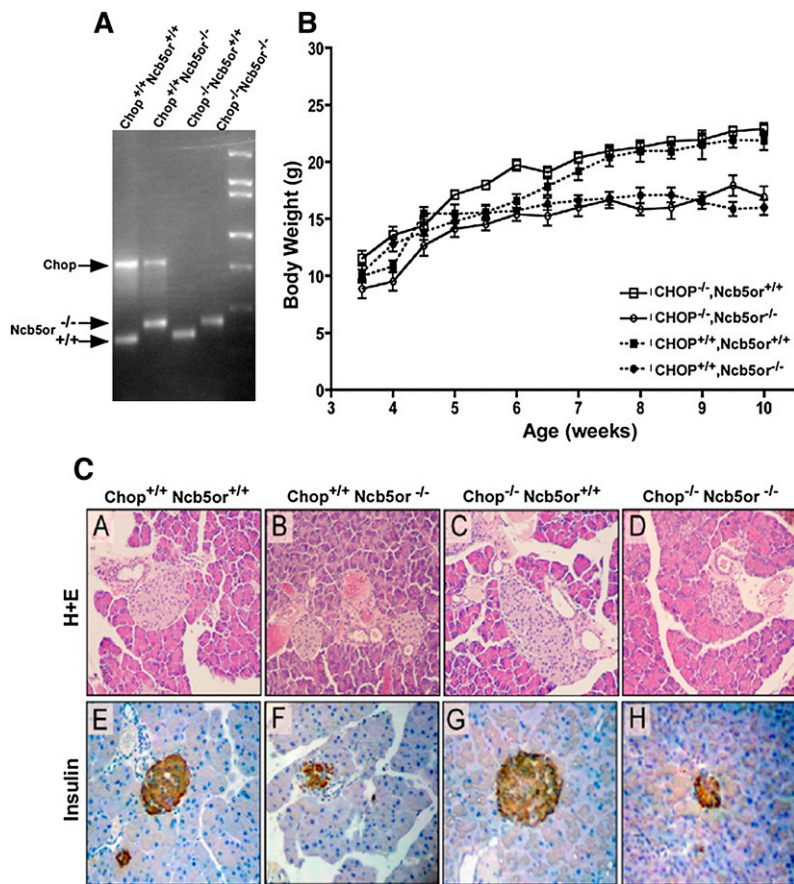 A
Chop+/+Ncb5or+/+
Chop+/+Ncb5or-/-
Chop-/-Ncb5or+/+
Chop-/-Ncb5or-/-
Chop
Ncb5or
-/-
+/+
B
Body Weight (g)
30
25
20
15
10
5
0
3 4 5 6 7 8 9 10
Age (weeks)
CHOP-/-,Ncb5or+/+
CHOP-/-,Ncb5or-/-
CHOP+/+,Ncb5or+/+
CHOP+/+,Ncb5or-/-
C
Chop+/+ Ncb5or+/+ Chop+/+ Ncb5or -/- Chop-/- Ncb5or+/+ Chop-/- Ncb5or -/-
H+E
A B C D
Insulin
E F G H